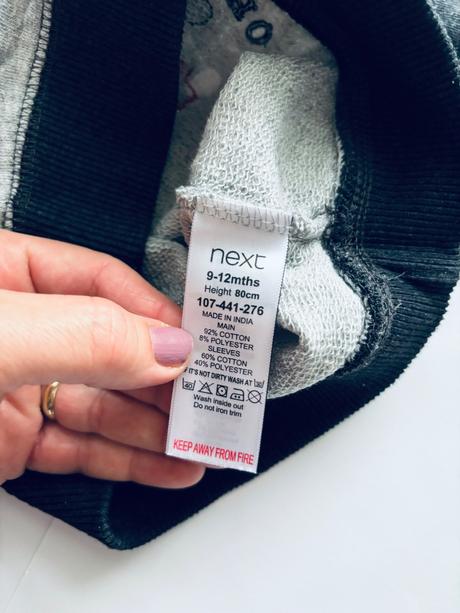 next
9-12mths
Height 80cm
107-441-276
MADE IN INDIA
MAIN
92% COTTON
8% POLYESTER
SLEEVES
60% COTTON
40% POLYESTER
IF IT'S NOT DIRTY WASH AT 30
40
Wash inside out
Do not iron trim
KEEP AWAY FROM FIRE